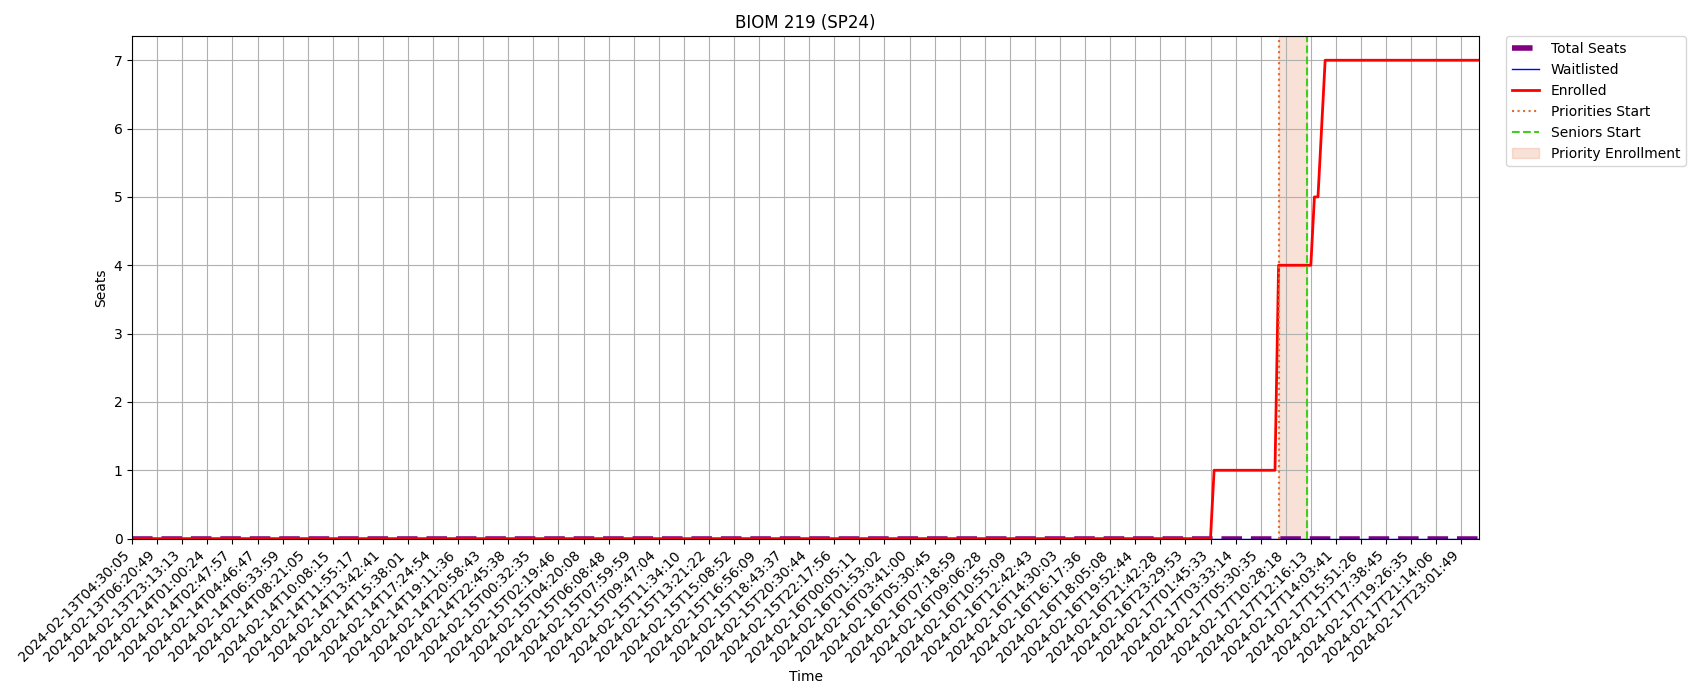 BIOM 219 (SP24)
Total Seats
Waitlisted
Enrolled
Priorities Start
Seniors Start
Priority Enrollment
Seats
7
6
5
4
3
2
1
0
2024-02-13T04:30:05
2024-02-13T06:20:49
2024-02-13T23:13:13
2024-02-14T01:00:24
2024-02-14T02:47:57
2024-02-14T04:46:47
2024-02-14T06:33:59
2024-02-14T08:21:05
2024-02-14T10:08:15
2024-02-14T11:55:17
2024-02-14T13:42:41
2024-02-14T15:38:01
2024-02-14T17:24:54
2024-02-14T19:11:36
2024-02-14T20:58:43
2024-02-14T22:45:38
2024-02-15T00:32:35
2024-02-15T02:19:46
2024-02-15T04:20:08
2024-02-15T06:08:48
2024-02-15T07:59:59
2024-02-15T09:47:04
2024-02-15T11:34:10
2024-02-15T13:21:22
2024-02-15T15:08:52
2024-02-15T16:56:09
2024-02-15T18:43:37
2024-02-15T20:30:44
2024-02-15T22:17:56
2024-02-16T00:05:11
2024-02-16T01:53:02
2024-02-16T03:41:00
2024-02-16T05:30:45
2024-02-16T07:18:59
2024-02-16T09:06:28
2024-02-16T10:55:09
2024-02-16T12:42:43
2024-02-16T14:30:03
2024-02-16T16:17:36
2024-02-16T18:05:08
2024-02-16T19:52:44
2024-02-16T21:42:28
2024-02-16T23:29:53
2024-02-17T01:45:33
2024-02-17T03:33:14
2024-02-17T05:30:35
2024-02-17T10:28:18
2024-02-17T12:16:13
2024-02-17T14:03:41
2024-02-17T15:51:26
2024-02-17T17:38:45
2024-02-17T19:26:35
2024-02-17T21:14:06
2024-02-17T23:01:49
Time